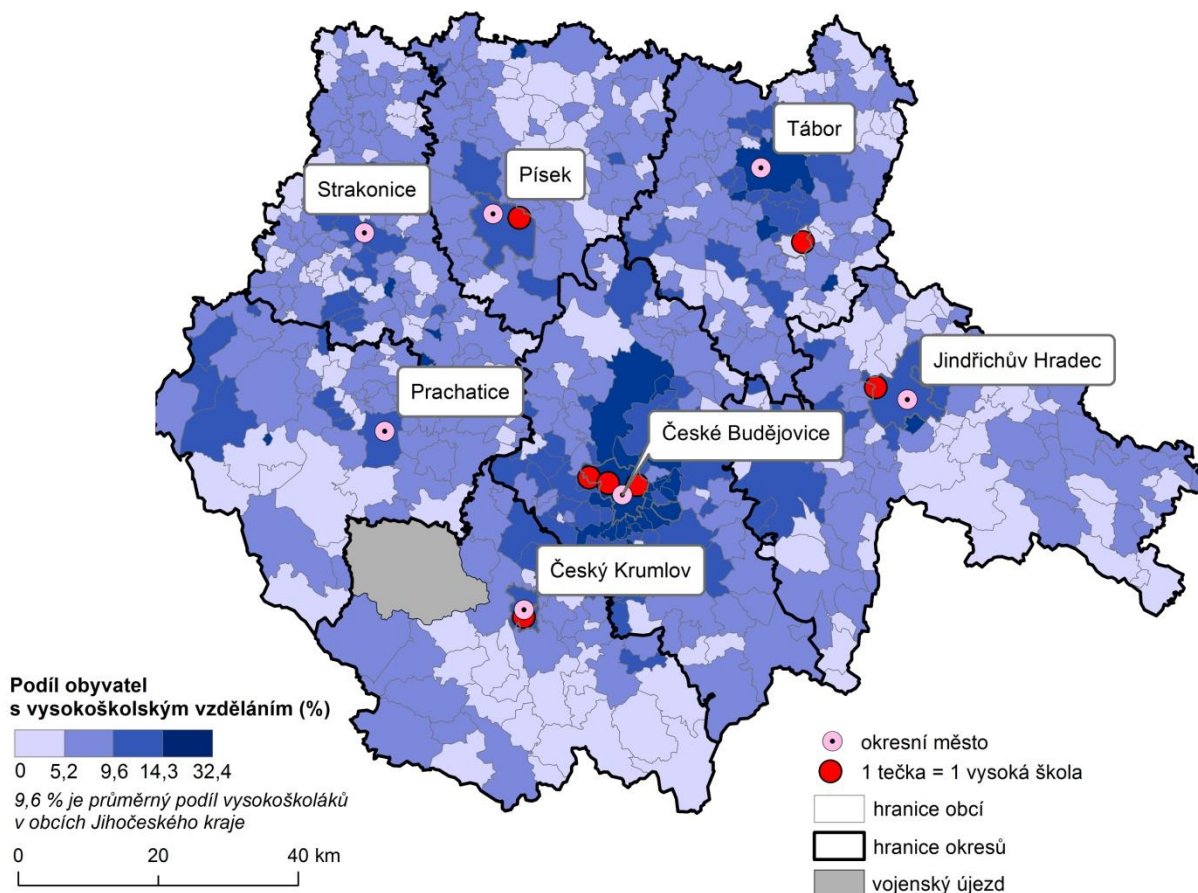 Tábor
Strakonice
Písek
Jindřichův Hradec
Prachatice
České Budějovice
Český Krumlov
Podíl obyvatel
s vysokoškolským vzděláním (%)
0 5,2 9,6 14,3 32,4
9,6 % je průměrný podíl vysokoškoláků
v obcích Jihočeského kraje
0 20 40 km
okresní město
1 tečka = 1 vysoká škola
hranice obcí
hranice okresů
vojenský újezd